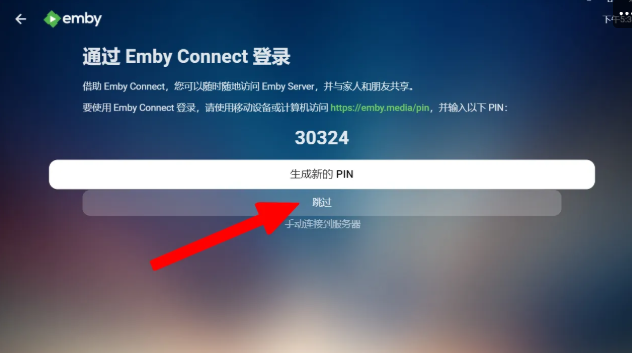 emby
下午5:3
通过 Emby Connect 登录
借助 Emby Connect，您可以随时随地访问 Emby Server，并与家人和朋友共享。
要使用 Emby Connect 登录，请使用移动设备或计算机访问 https://emby.media/pin，并输入以下 PIN：
30324
生成新的 PIN
跳过
手动连接到服务器